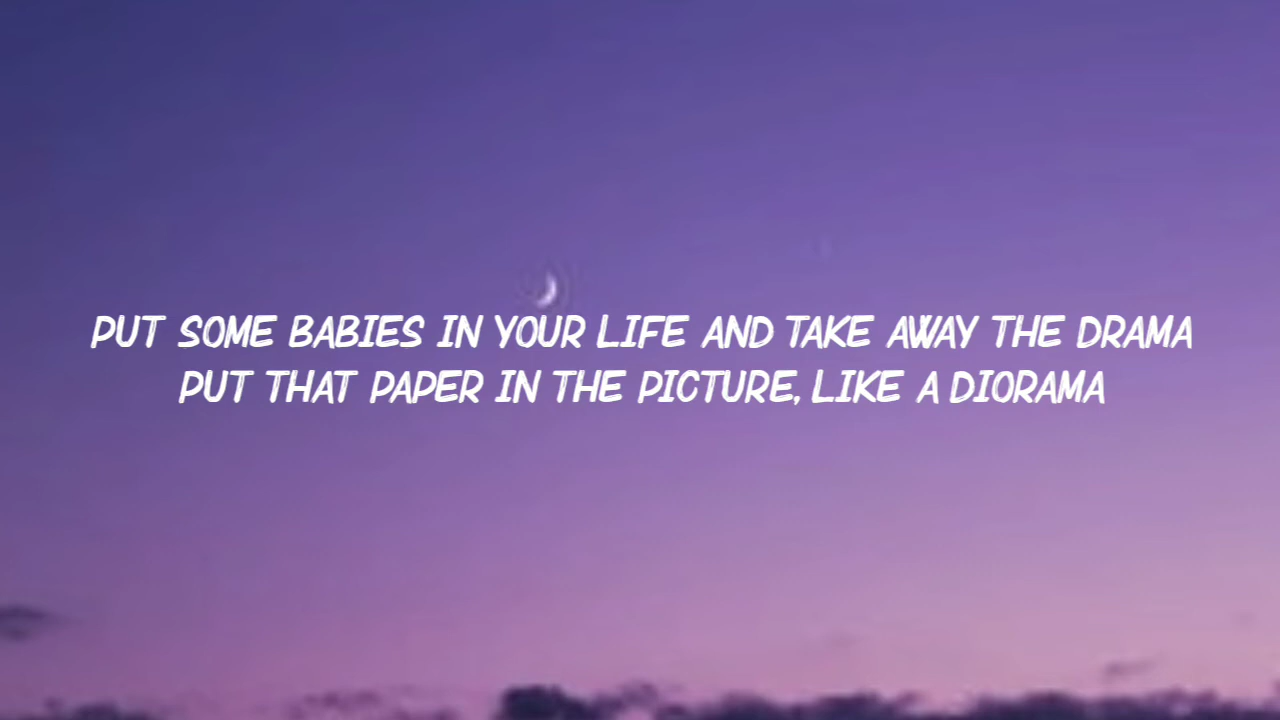 PUT SOME BABIES IN YOUR LIFE AND TAKE AWAY THE DRAMA
PUT THAT PAPER IN THE PICTURE, LIKE A DIORAMA